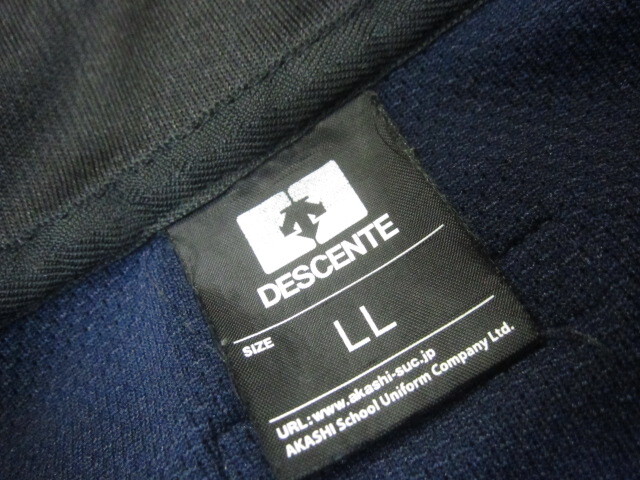 DESCENTE
SIZE LL
URL: www.akashi-suc.jp
AKASHI School Uniform Company Ltd.